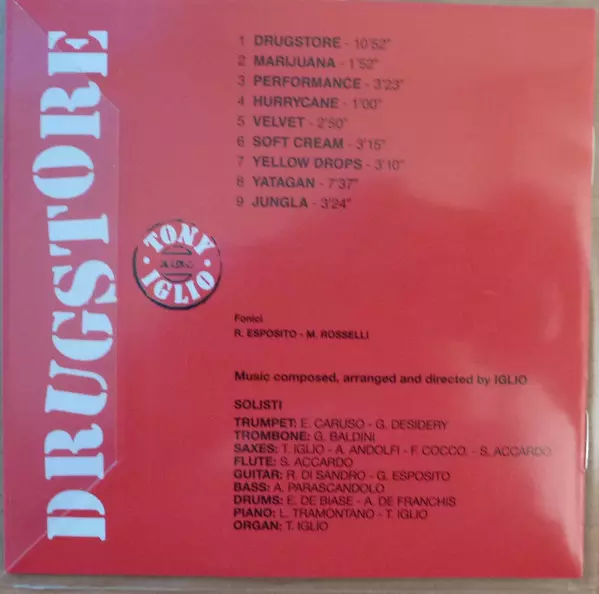 DRUGSTORE
1 DRUGSTORE - 10'52"
2 MARIJUANA - 1'52"
3 PERFORMANCE - 3'23"
4 HURRYCANE - 1'00"
5 VELVET - 2'50"
6 SOFT CREAM - 3'15"
7 YELLOW DROPS - 3'10"
8 YATAGAN - 7'37"
9 JUNGLA - 3'24"
TONY
IGLIO
Fonici
R. ESPOSITO - M. ROSSELLI
Music composed, arranged and directed by IGLIO
SOLISTI
TRUMPET: E. CARUSO - G. DESIDERY
TROMBONE: G. BALDINI
SAXES: T. IGLIO - A. ANDOLFI - F. COCCO. - S. ACCARDO
FLUTE: S. ACCARDO
GUITAR: R. DI SANDRO - G. ESPOSITO
BASS: A. PARASCANDOLO
DRUMS: E. DE BIASE - A. DE FRANCHIS
PIANO: L. TRAMONTANO - T. IGLIO
ORGAN: T. IGLIO